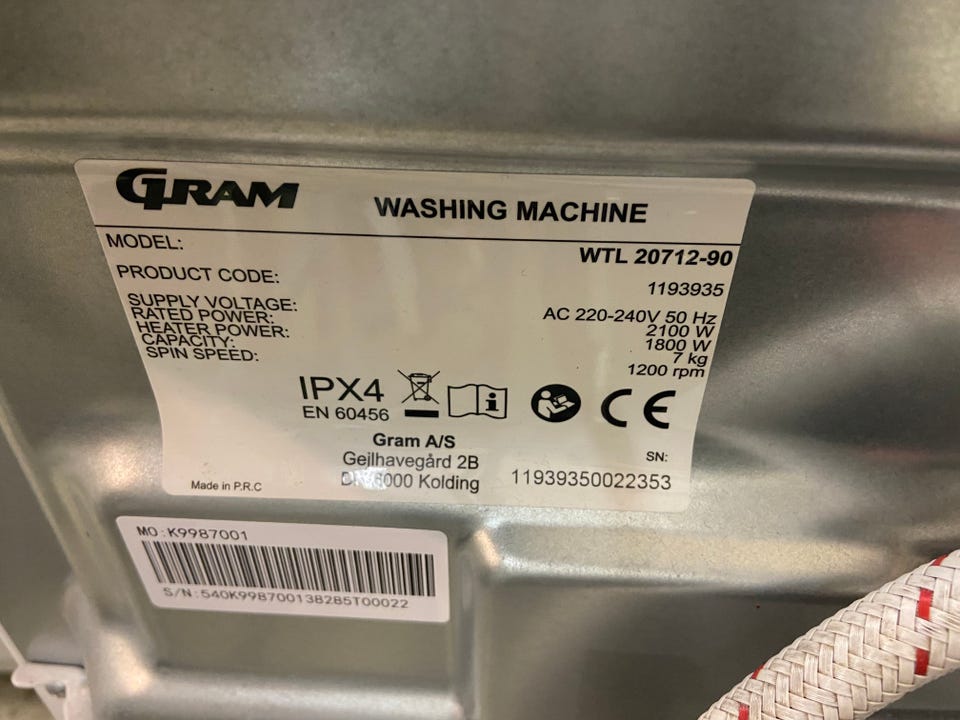 GRAM WASHING MACHINE
MODEL: WTL 20712-90
PRODUCT CODE: 1193935
SUPPLY VOLTAGE: AC 220-240V 50 Hz
RATED POWER: 2100 W
HEATER POWER: 1800 W
CAPACITY: 7 kg
SPIN SPEED: 1200 rpm
IPX4 CE
EN 60456
Gram A/S
Gejlhavegård 2B SN:
6000 Kolding 11939350022353
Made in P.R.C
MO:K9987001
S/N:540K998700138285T00022